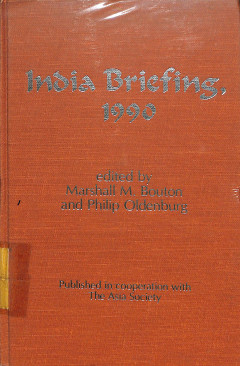 India Briefing,
1990
edited by
Marshall M. Bouton
and Philip Oldenburg
Published in cooperation with
The Asia Society